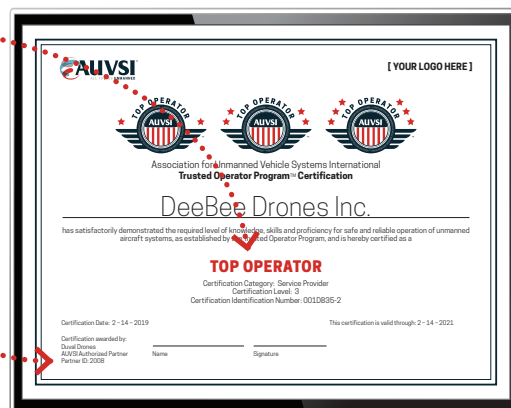 AUVSI
[ YOUR LOGO HERE ]
TOP OPERATOR
AUVSI
TOP OPERATOR
AUVSI
TOP OPERATOR
AUVSI
Association for Unmanned Vehicle Systems International
Trusted Operator Program™ Certification
DeeBee Drones Inc.
has satisfactorily demonstrated the required level of knowledge, skills and proficiency for safe and reliable operation of unmanned
aircraft systems, as established by the Trusted Operator Program, and is hereby certified as a
TOP OPERATOR
Certification Category: Service Provider
Certification Level: 3
Certification Identification Number: 001DB35-2
Certification Date: 2 – 14 – 2019
This certification is valid through: 2 – 14 – 2021
Certification awarded by:
Duval Drones
AUVSI Authorized Partner
Partner ID: 2008
Name
Signature